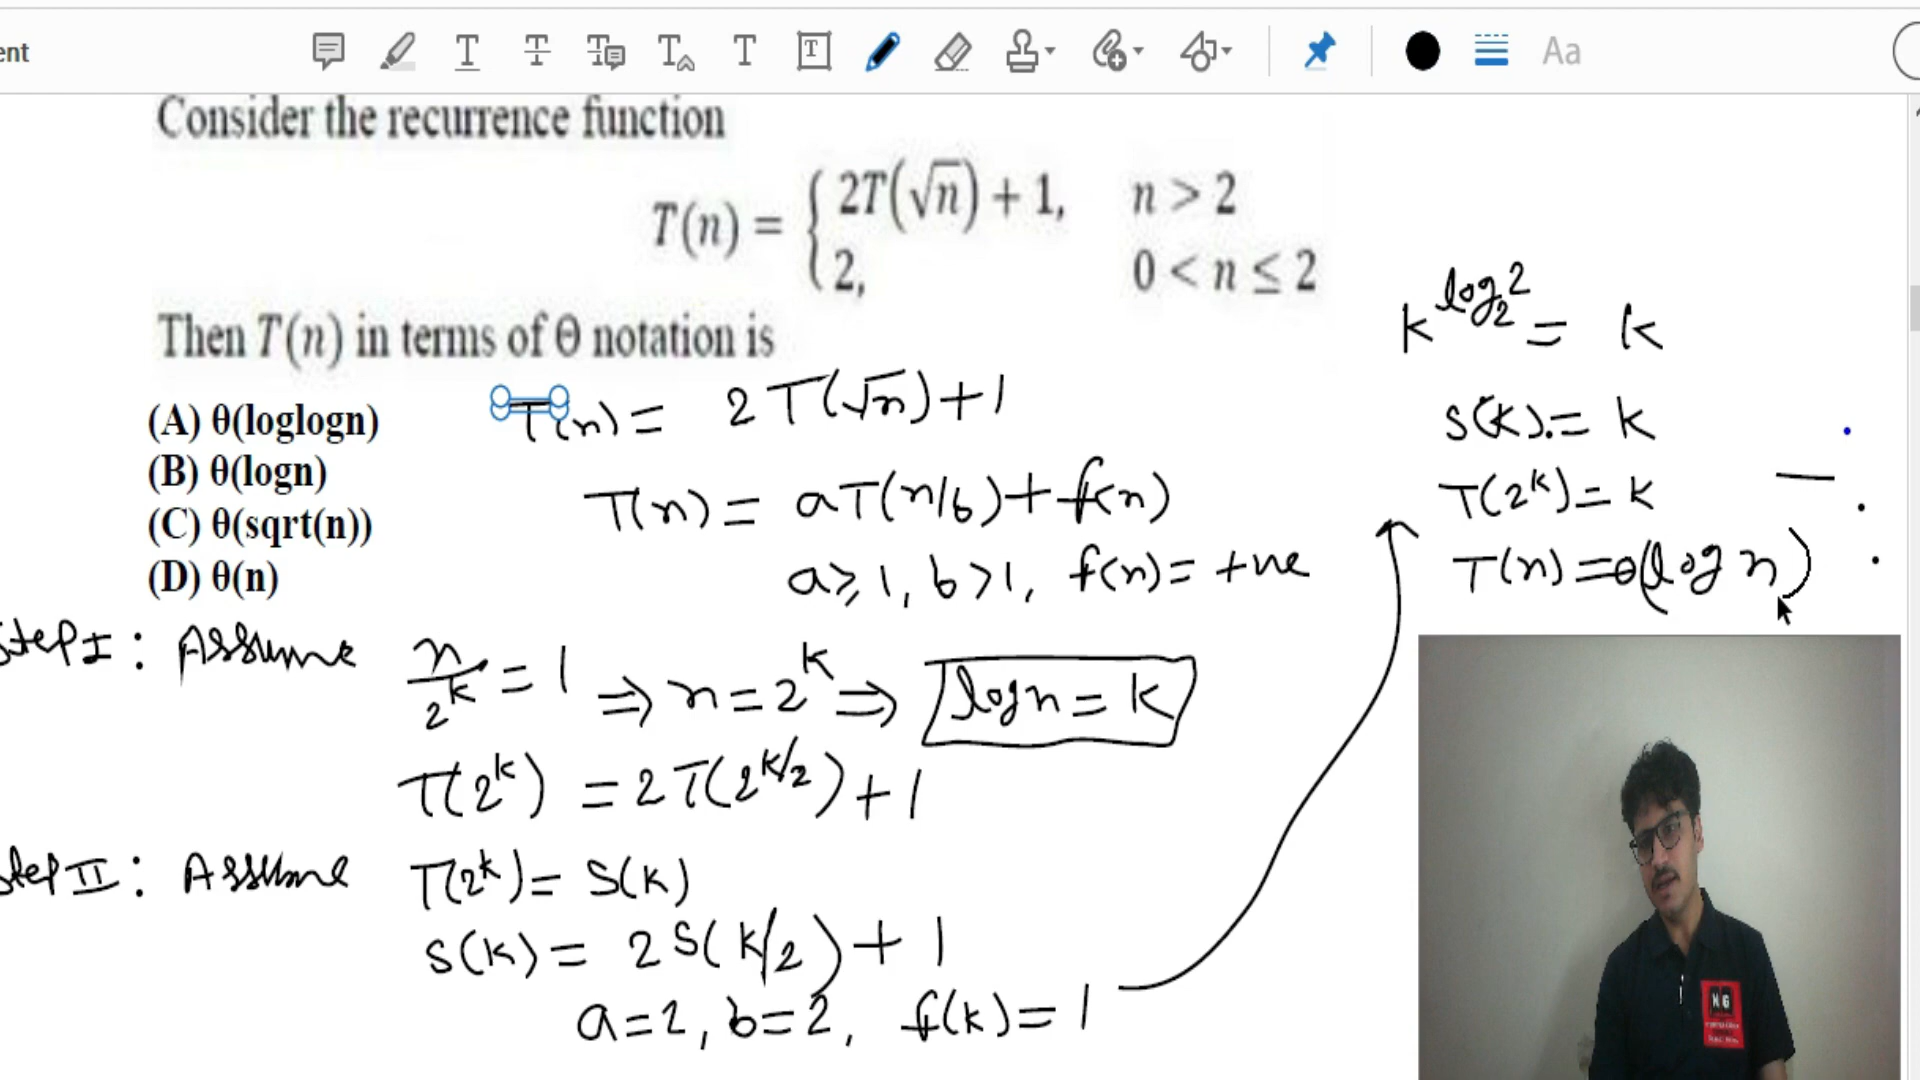 ent
T T T T T T Aa
Consider the recurrence function
T(n) = { 2T(√n) + 1, n > 2
2, 0 < n ≤ 2
Then T(n) in terms of Θ notation is
(A) θ(loglogn)
(B) θ(logn)
(C) θ(sqrt(n))
(D) θ(n)
T(n) = 2T(√n)+1
T(n) = aT(n/b)+f(n)
a≥1, b>1, f(n) = +ve
Step I : Assume n/2^k = 1 ⇒ n = 2^k ⇒ logn = k
T(2^k) = 2T(2^k/2)+1
Step II : Assume T(2^k) = S(k)
S(k) = 2S(k/2)+1
a=2, b=2, f(k)=1
k^log₂2 = k
S(k).= k
T(2^k) = k
T(n) = θ(log n)
KG